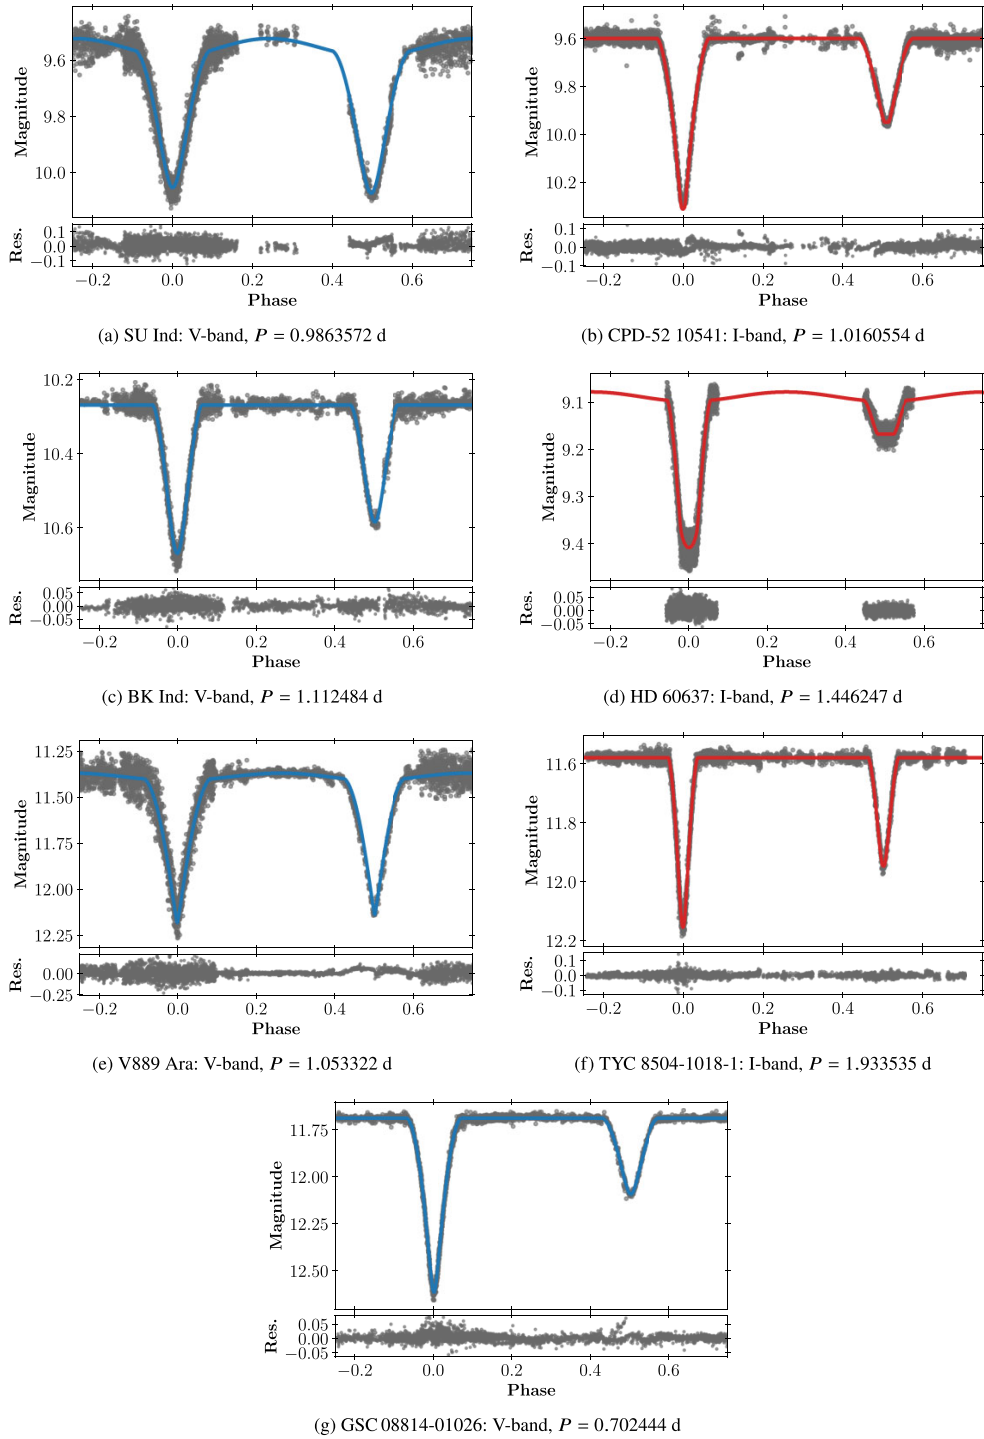 9.6
9.8
10.0
Magnitude
0.1
0.0
−0.1
Res.
−0.2 0.0 0.2 0.4 0.6
Phase
(a) SU Ind: V-band, P = 0.9863572 d
9.6
9.8
10.0
10.2
Magnitude
0.1
0.0
−0.1
Res.
−0.2 0.0 0.2 0.4 0.6
Phase
(b) CPD-52 10541: I-band, P = 1.0160554 d
10.2
10.4
10.6
Magnitude
0.05
0.00
−0.05
Res.
−0.2 0.0 0.2 0.4 0.6
Phase
(c) BK Ind: V-band, P = 1.112484 d
9.1
9.2
9.3
9.4
Magnitude
0.05
0.00
−0.05
Res.
−0.2 0.0 0.2 0.4 0.6
Phase
(d) HD 60637: I-band, P = 1.446247 d
11.25
11.50
11.75
12.00
12.25
Magnitude
0.00
−0.25
Res.
−0.2 0.0 0.2 0.4 0.6
Phase
(e) V889 Ara: V-band, P = 1.053322 d
11.6
11.8
12.0
12.2
Magnitude
0.1
0.0
−0.1
Res.
−0.2 0.0 0.2 0.4 0.6
Phase
(f) TYC 8504-1018-1: I-band, P = 1.933535 d
11.75
12.00
12.25
12.50
Magnitude
0.05
0.00
−0.05
Res.
−0.2 0.0 0.2 0.4 0.6
Phase
(g) GSC 08814-01026: V-band, P = 0.702444 d